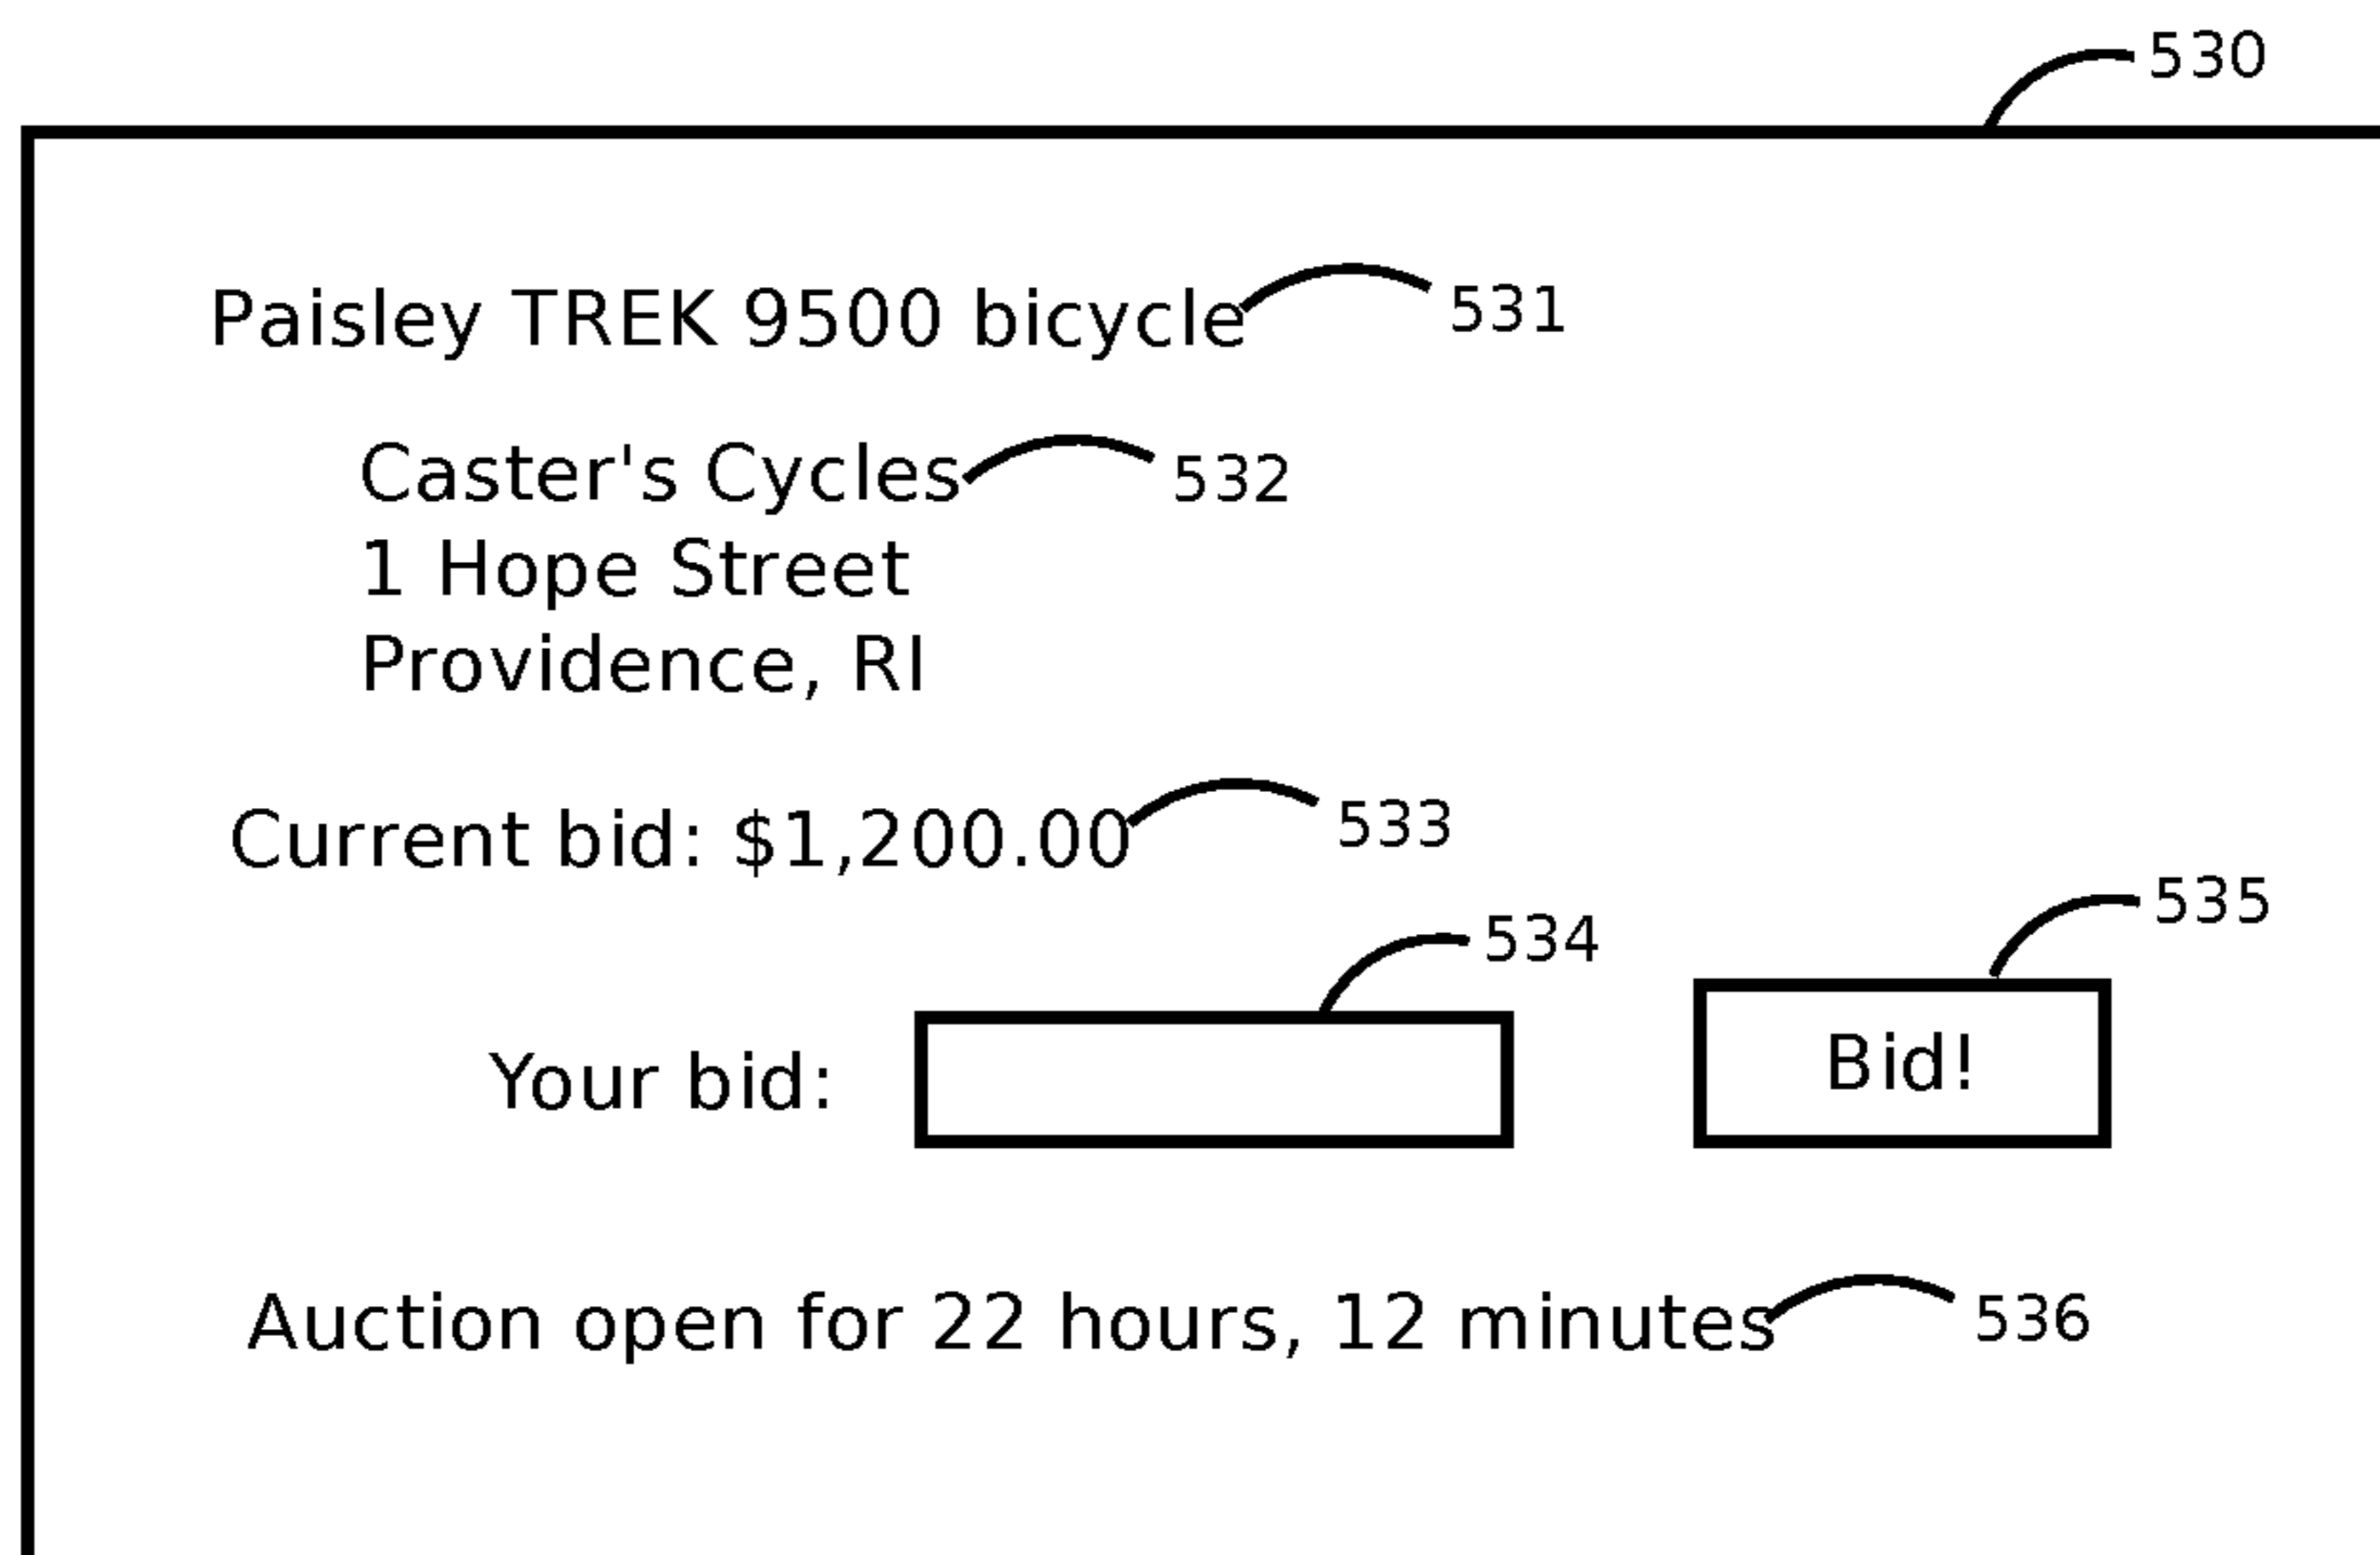 530
Paisley TREK 9500 bicycle 531
Caster's Cycles 532
1 Hope Street
Providence, RI
Current bid: $1,200.00 533
534
535
Your bid:
Bid!
Auction open for 22 hours, 12 minutes 536